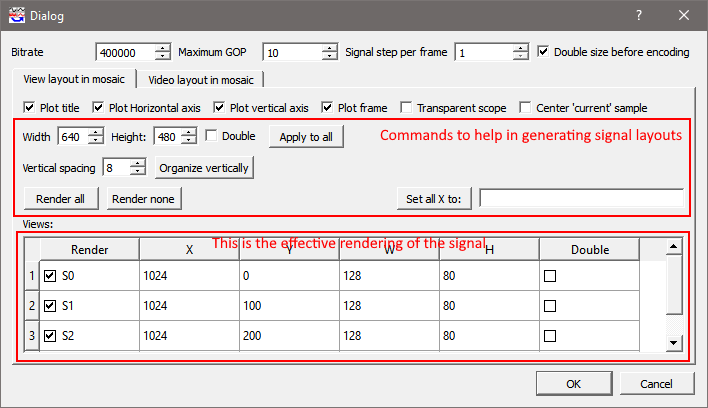 Dialog
? ×
Bitrate 400000 Maximum GOP 10 Signal step per frame 1 Double size before encoding
View layout in mosaic Video layout in mosaic
Plot title Plot Horizontal axis Plot vertical axis Plot frame Transparent scope Center 'current' sample
Width 640 Height: 480 Double Apply to all Commands to help in generating signal layouts
Vertical spacing 8 Organize vertically
Render all Render none Set all X to:
Views:
This is the effective rendering of the signal
Render X Y W H Double
1 S0 1024 0 128 80
2 S1 1024 100 128 80
3 S2 1024 200 128 80
OK Cancel